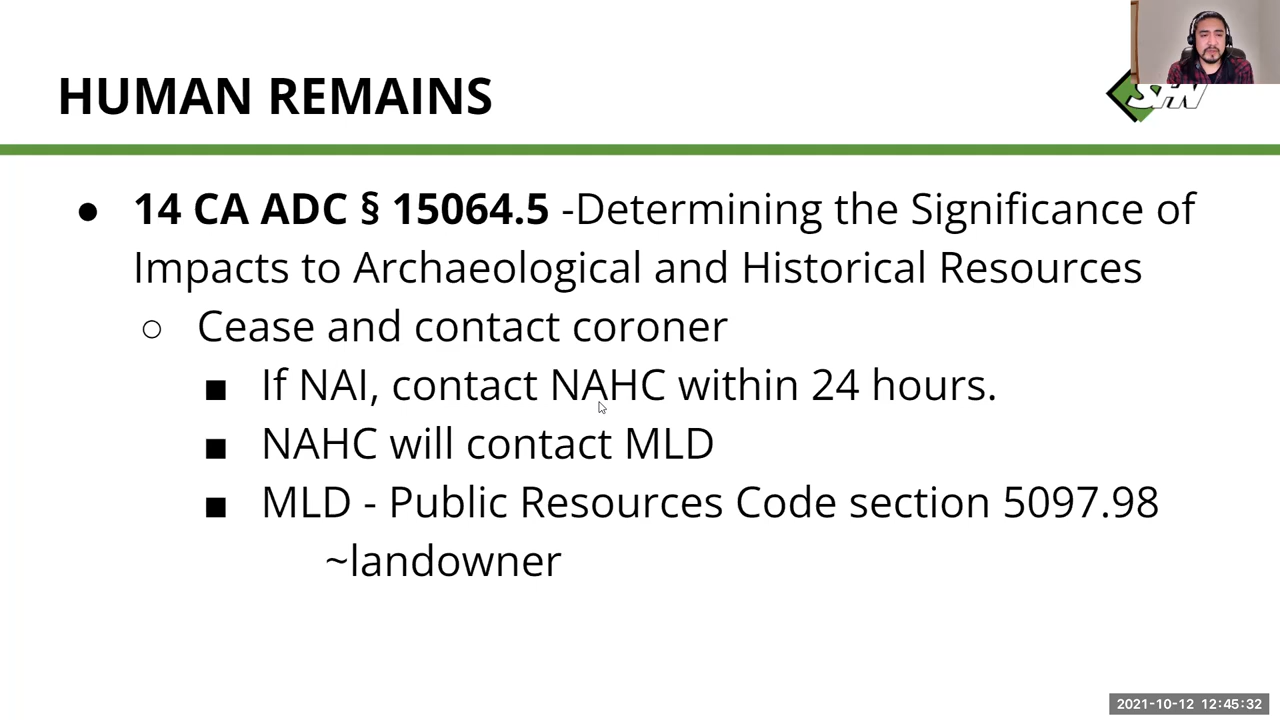 HUMAN REMAINS
SHN
● 14 CA ADC § 15064.5 -Determining the Significance of
Impacts to Archaeological and Historical Resources
○ Cease and contact coroner
■ If NAI, contact NAHC within 24 hours.
■ NAHC will contact MLD
■ MLD - Public Resources Code section 5097.98
~landowner
2021-10-12 12:45:32